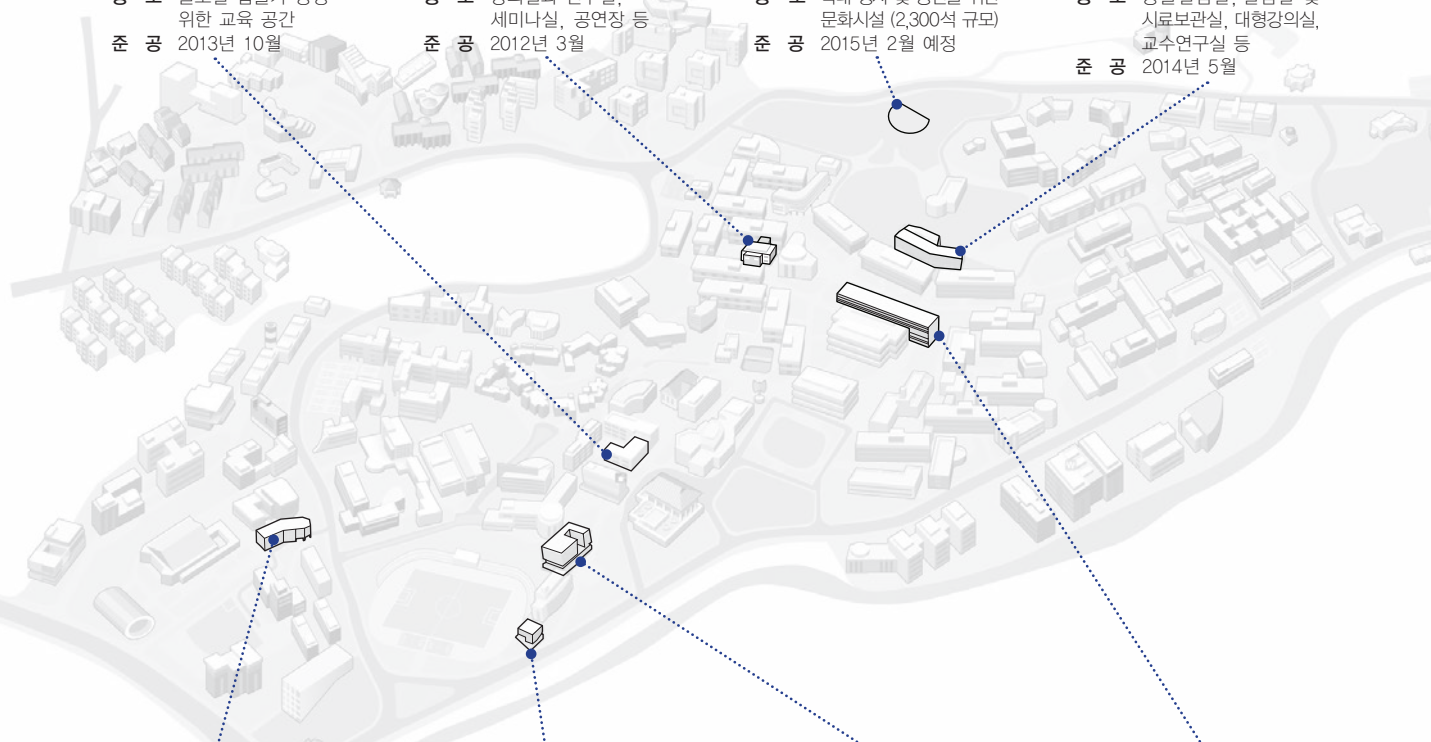 위한 교육 공간
준 공 2013년 10월
세미나실, 공연장 등
준 공 2012년 3월
문화시설 (2,300석 규모)
준 공 2015년 2월 예정
시료보관실, 대형강의실,
교수연구실 등
준 공 2014년 5월